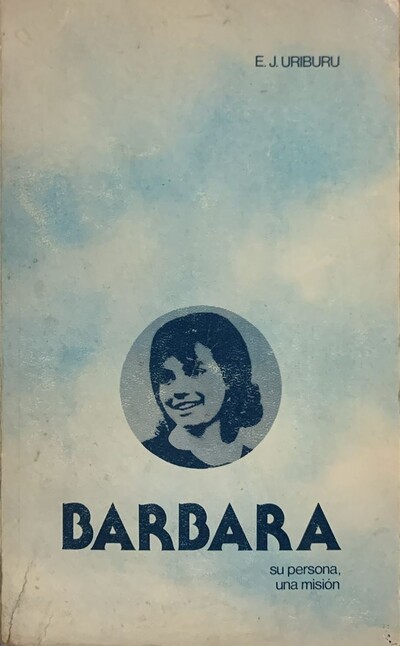 E. J. URIBURU
BARBARA
su persona,
una misión